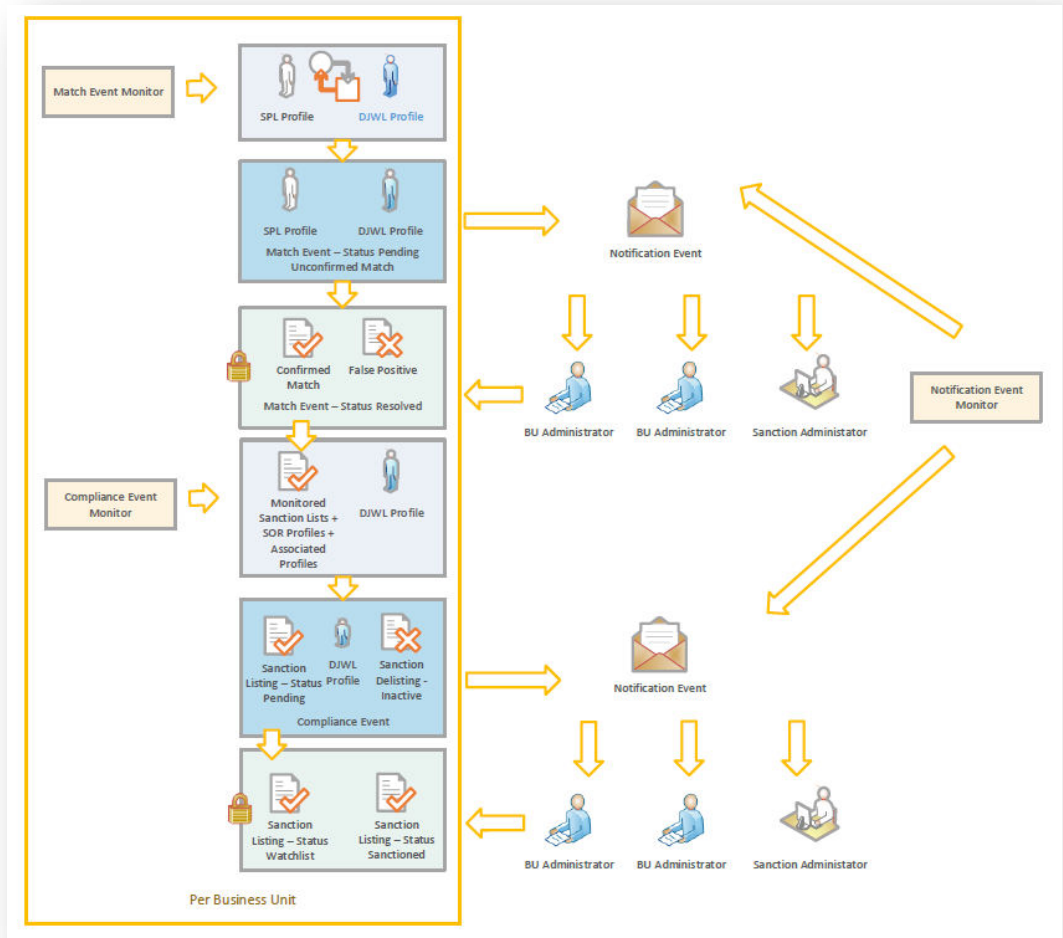 Match Event Monitor
SPL Profile
DJWL Profile
SPL Profile
DJWL Profile
Match Event – Status Pending
Unconfirmed Match
Notification Event
Confirmed
Match
False Positive
Match Event – Status Resolved
BU Administrator
BU Administrator
Sanction Administator
Notification Event
Monitor
Compliance Event
Monitor
Monitored
Sanction Lists +
SOR Profiles +
Associated
Profiles
DJWL Profile
Sanction
Listing – Status
Pending
DJWL
Profile
Sanction
Delisting -
Inactive
Compliance Event
Notification Event
Sanction
Listing – Status
Watchlist
Sanction
Listing – Status
Sanctioned
BU Administrator
BU Administrator
Sanction Administator
Per Business Unit